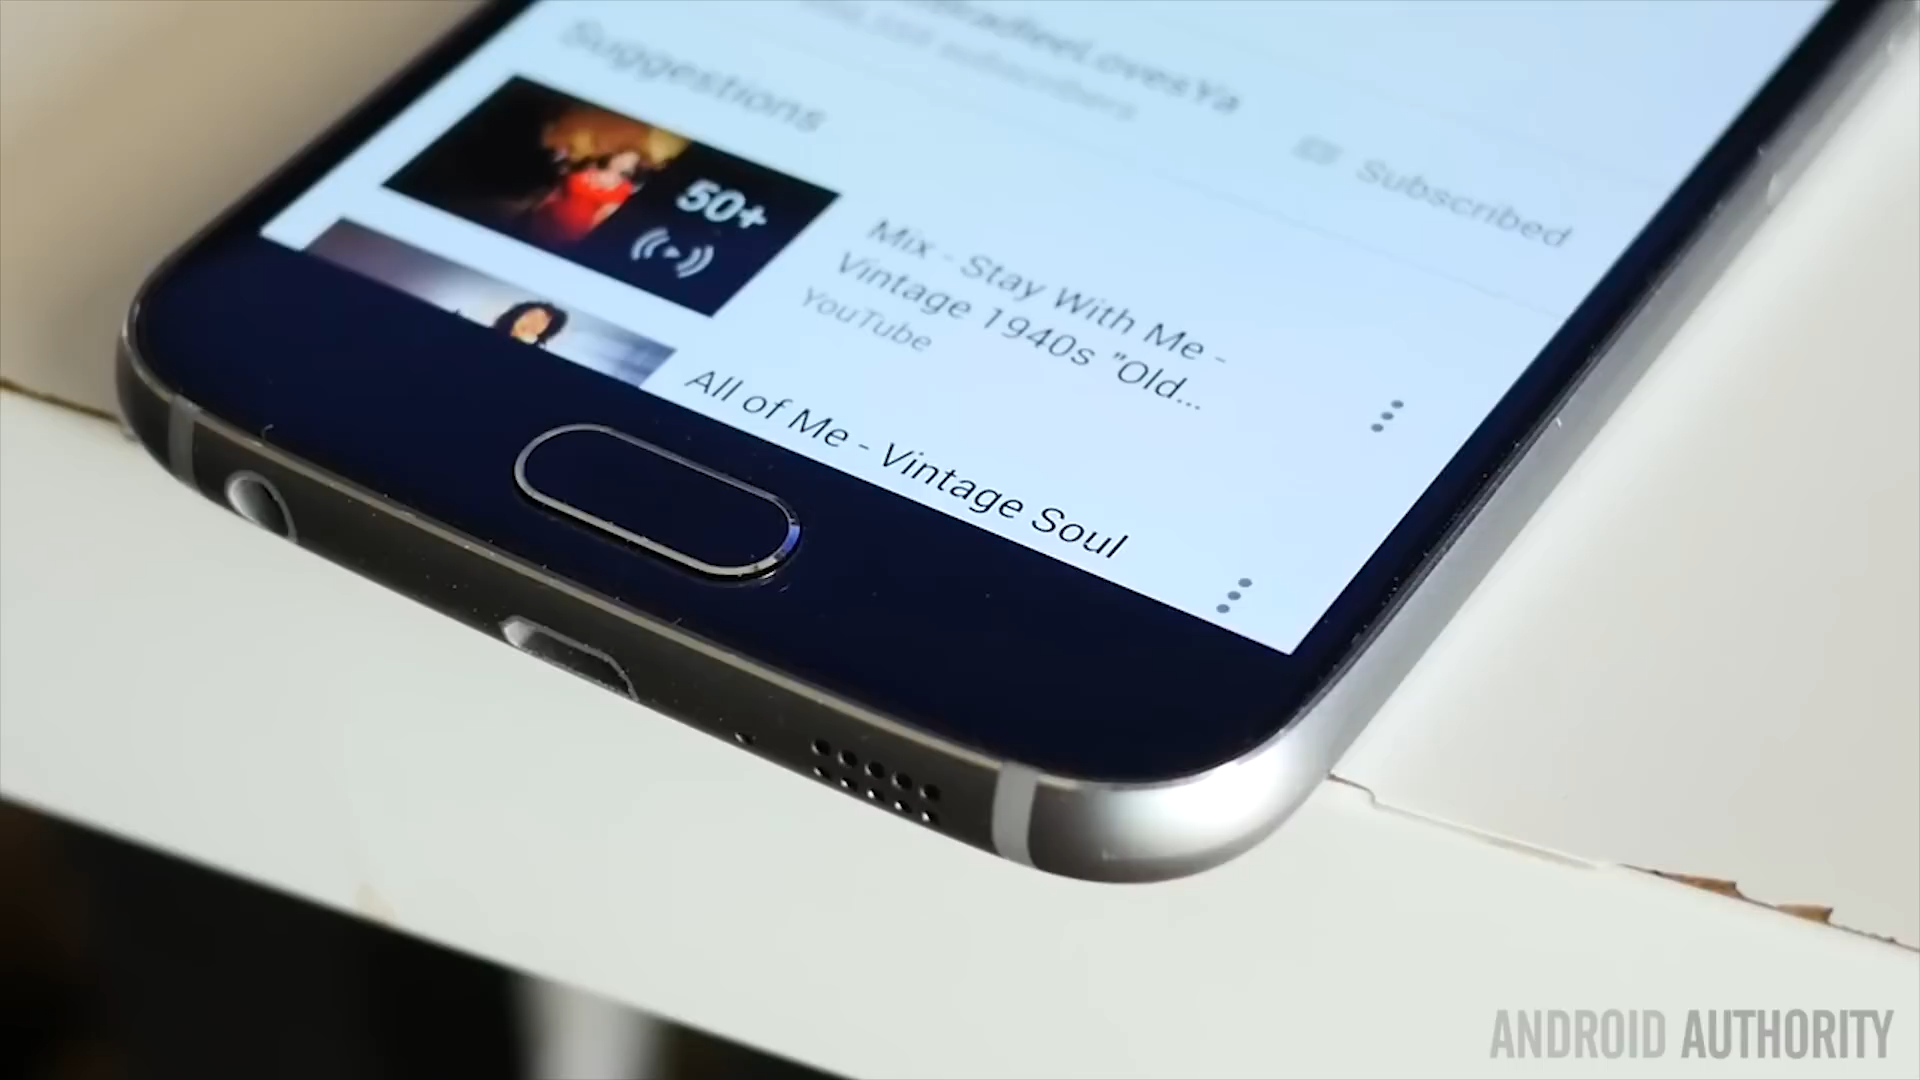 Suggestions
Subscribed
50+
Mix - Stay With Me -
Vintage 1940s "Old...
YouTube
All of Me - Vintage Soul
ANDROID AUTHORITY